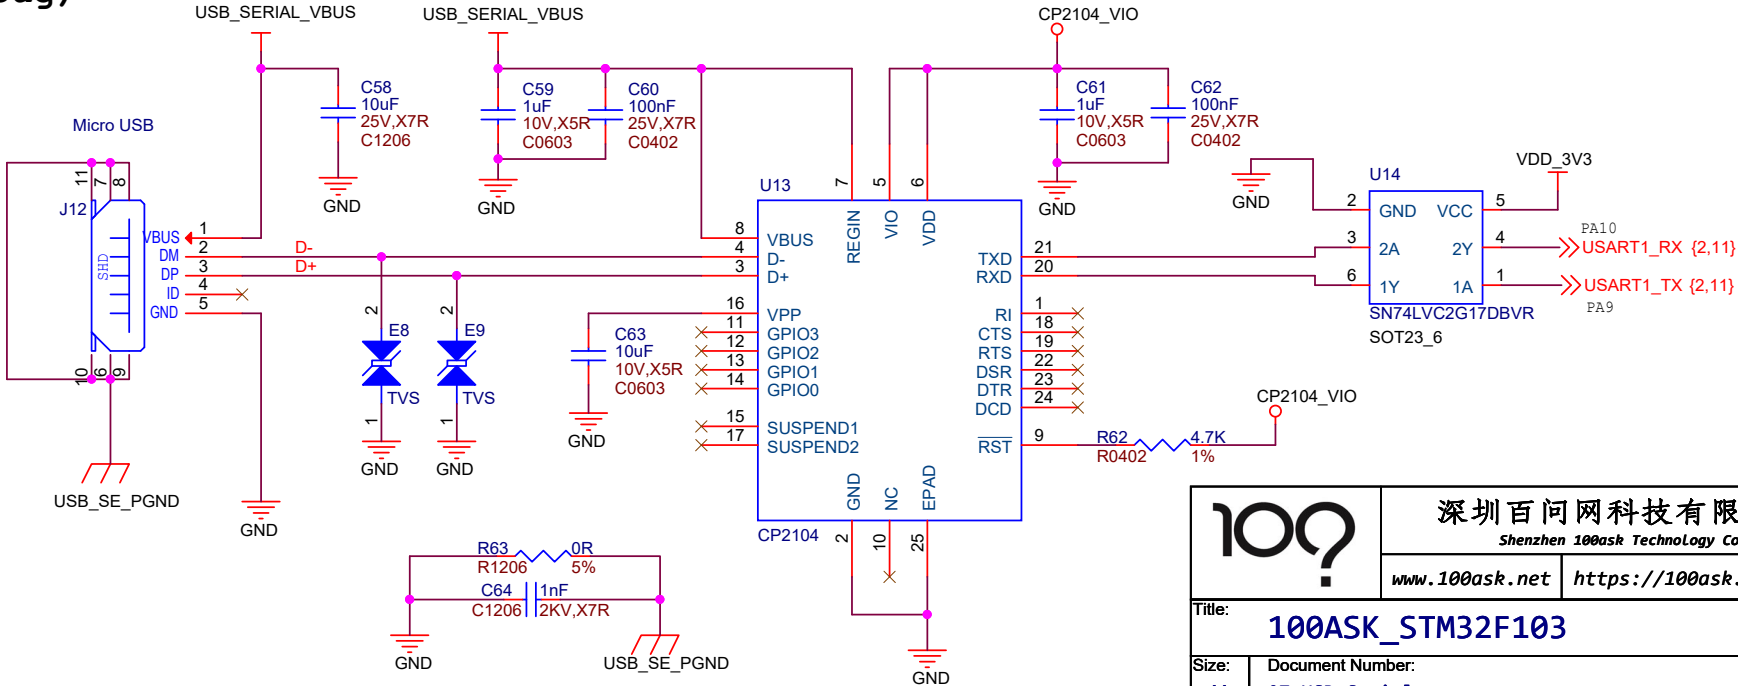 USB_SERIAL_VBUS
USB_SERIAL_VBUS
CP2104_VIO
C58
10uF
25V,X7R
C1206
GND
C59
1uF
10V,X5R
C0603
GND
C60
100nF
25V,X7R
C0402
C61
1uF
10V,X5R
C0603
GND
C62
100nF
25V,X7R
C0402
Micro USB
J12
11
7
8
10
6
9
SHD
VBUS 1
DM 2
DP 3
ID 4
GND 5
D-
D+
USB_SE_PGND
GND
2
E8
TVS
1
GND
2
E9
TVS
1
GND
C63
10uF
10V,X5R
C0603
GND
U13
7 REGIN
5 VIO
6 VDD
8 VBUS
4 D-
3 D+
16 VPP
11 GPIO3
12 GPIO2
13 GPIO1
14 GPIO0
15 SUSPEND1
17 SUSPEND2
TXD 21
RXD 20
RI 1
CTS 18
RTS 19
DSR 22
DTR 23
DCD 24
RST 9
GND 2
NC 10
EPAD 25
CP2104
GND
R62 4.7K
R0402 1%
CP2104_VIO
GND
U14
VDD_3V3
2 GND VCC 5
3 2A 2Y 4
6 1Y 1A 1
SN74LVC2G17DBVR
SOT23_6
PA10
USART1_RX {2,11}
USART1_TX {2,11}
PA9
R63 0R
R1206 5%
C64 1nF
C1206 2KV,X7R
GND
USB_SE_PGND
100
深圳百问网科技有限
Shenzhen 100ask Technology Co
www.100ask.net
https://100ask.
Title:
100ASK_STM32F103
Size:
Document Number: